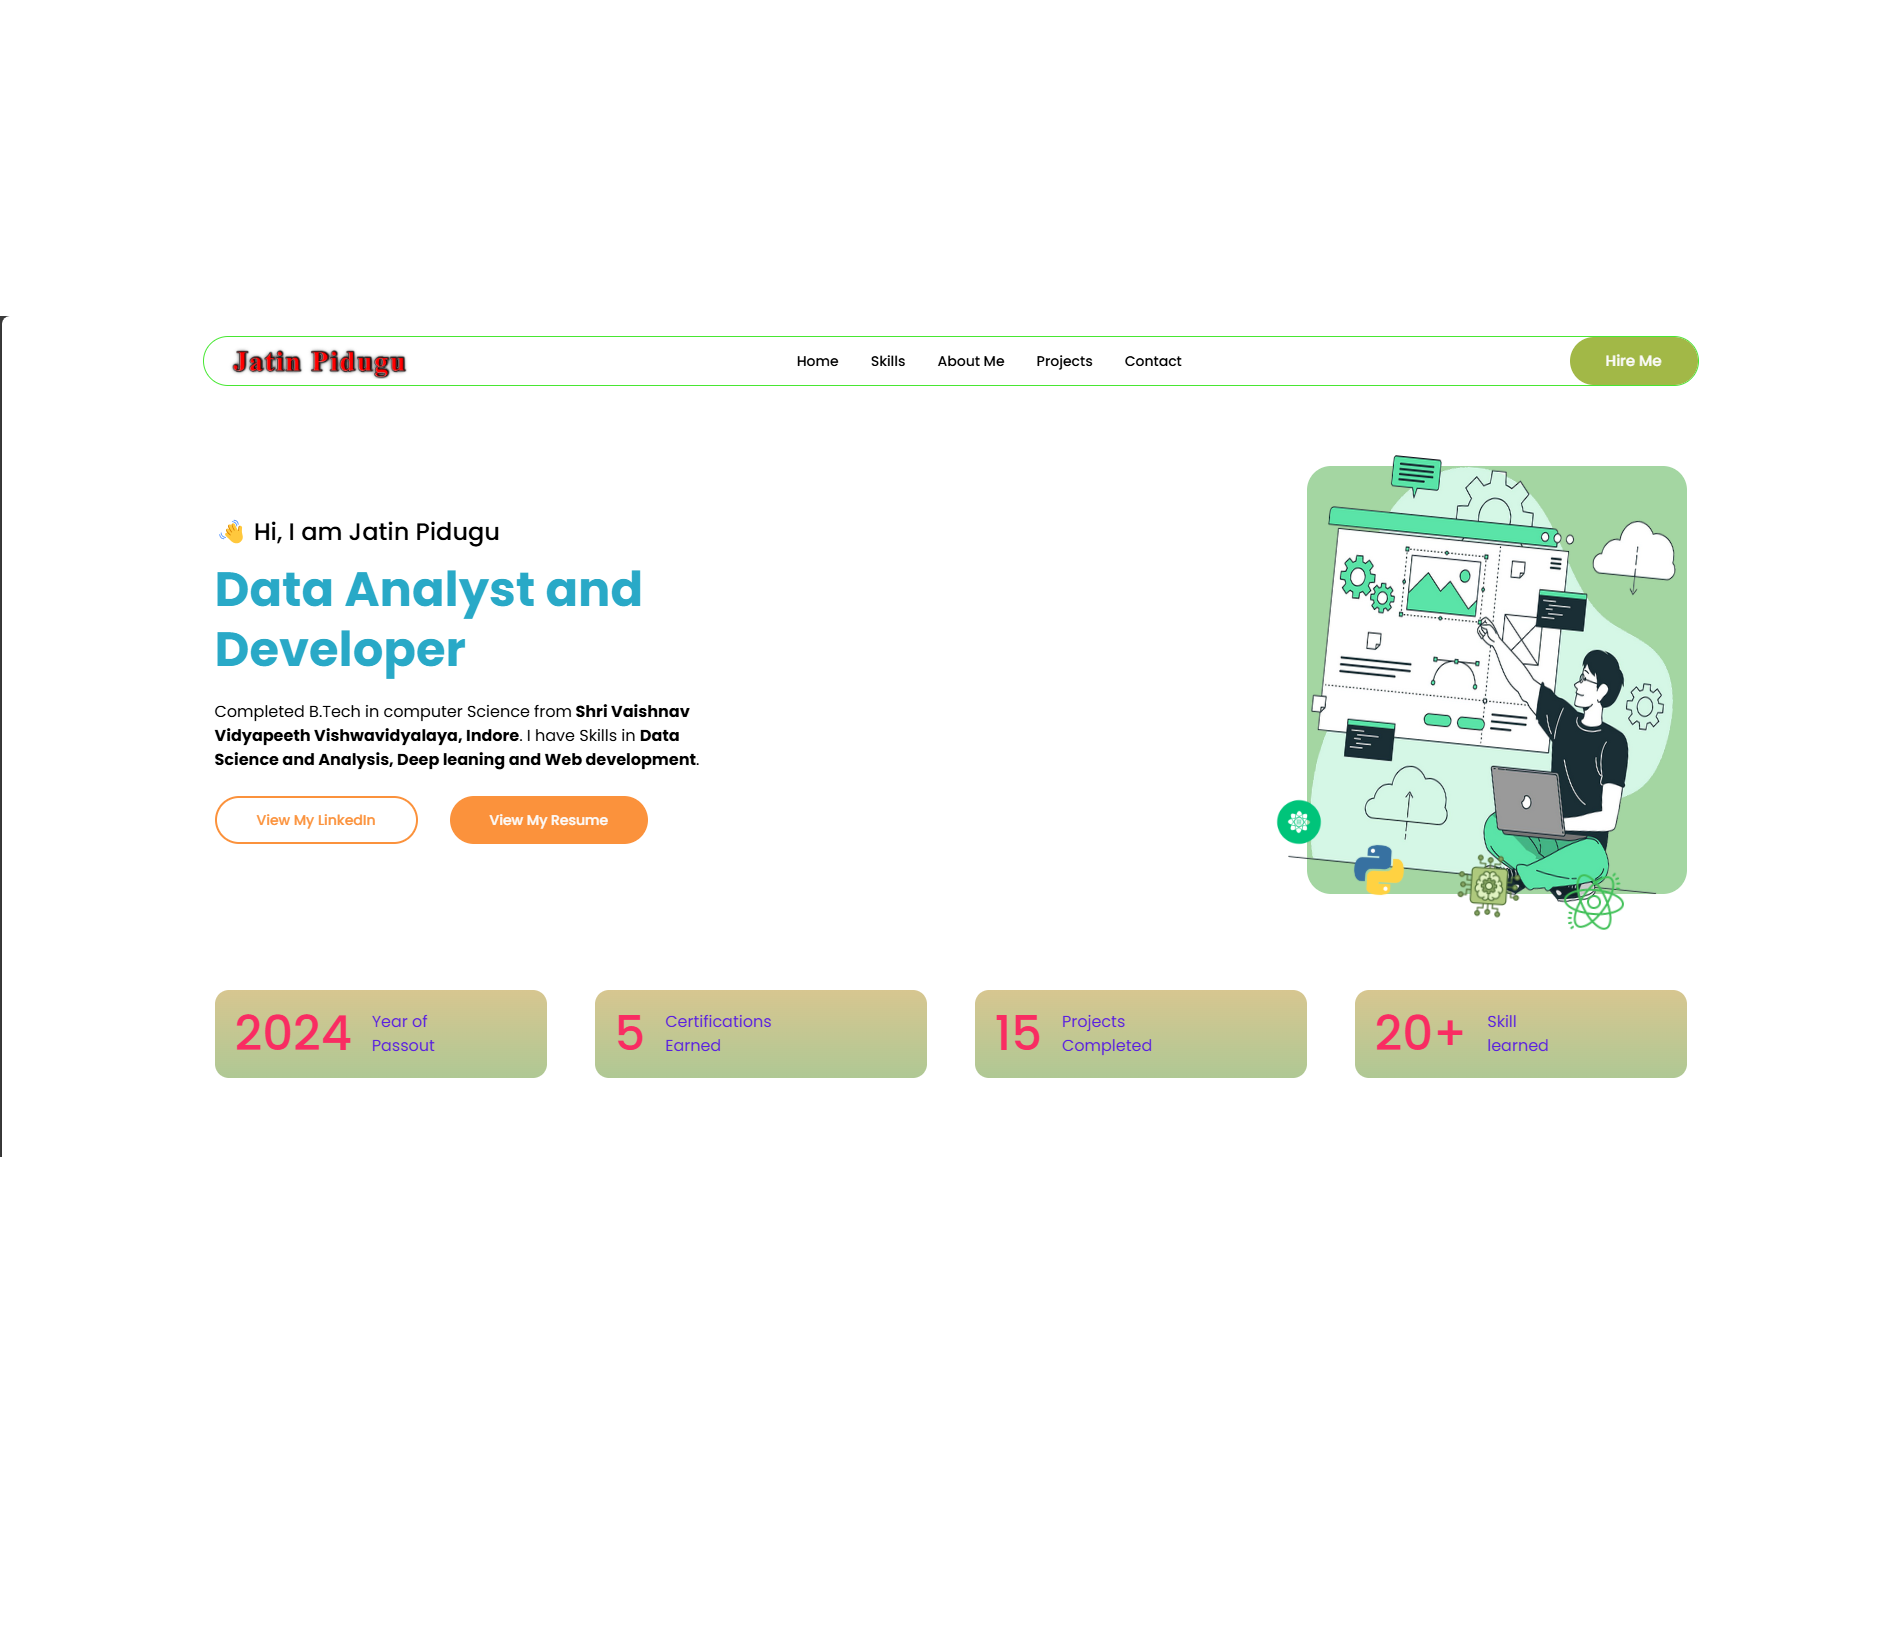 Jatin Pidugu
Home Skills About Me Projects Contact
Hire Me
👋 Hi, I am Jatin Pidugu
Data Analyst and
Developer
Completed B.Tech in computer Science from Shri Vaishnav
Vidyapeeth Vishwavidyalaya, Indore. I have Skills in Data
Science and Analysis, Deep leaning and Web development.
View My LinkedIn
View My Resume
2024 Year of
Passout
5 Certifications
Earned
15 Projects
Completed
20+ Skill
learned